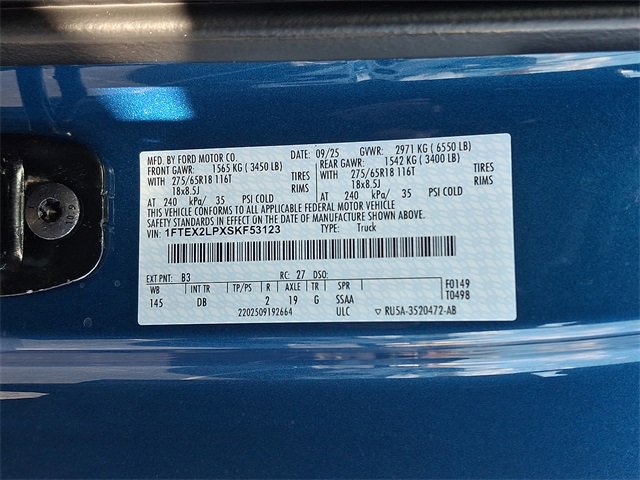 MFD. BY FORD MOTOR CO. DATE: 09/25 GVWR: 2971 KG ( 6550 LB)
FRONT GAWR: 1565 KG ( 3450 LB) REAR GAWR: 1542 KG ( 3400 LB)
WITH 275/65R18 116T TIRES WITH 275/65R18 116T TIRES
18x8.5J RIMS 18x8.5J RIMS
AT 240 kPa/ 35 PSI COLD AT 240 kPa/ 35 PSI COLD
THIS VEHICLE CONFORMS TO ALL APPLICABLE FEDERAL MOTOR VEHICLE
SAFETY STANDARDS IN EFFECT ON THE DATE OF MANUFACTURE SHOWN ABOVE.
VIN: 1FTEX2LPXSKF53123 TYPE: Truck
EXT PNT: B3 RC: 27 DSO: F0149
WB INT TR TP/PS R AXLE TR SPR T0498
145 DB 2 19 G SSAA
2202509192664 ULC ▽ RU5A-3520472-AB